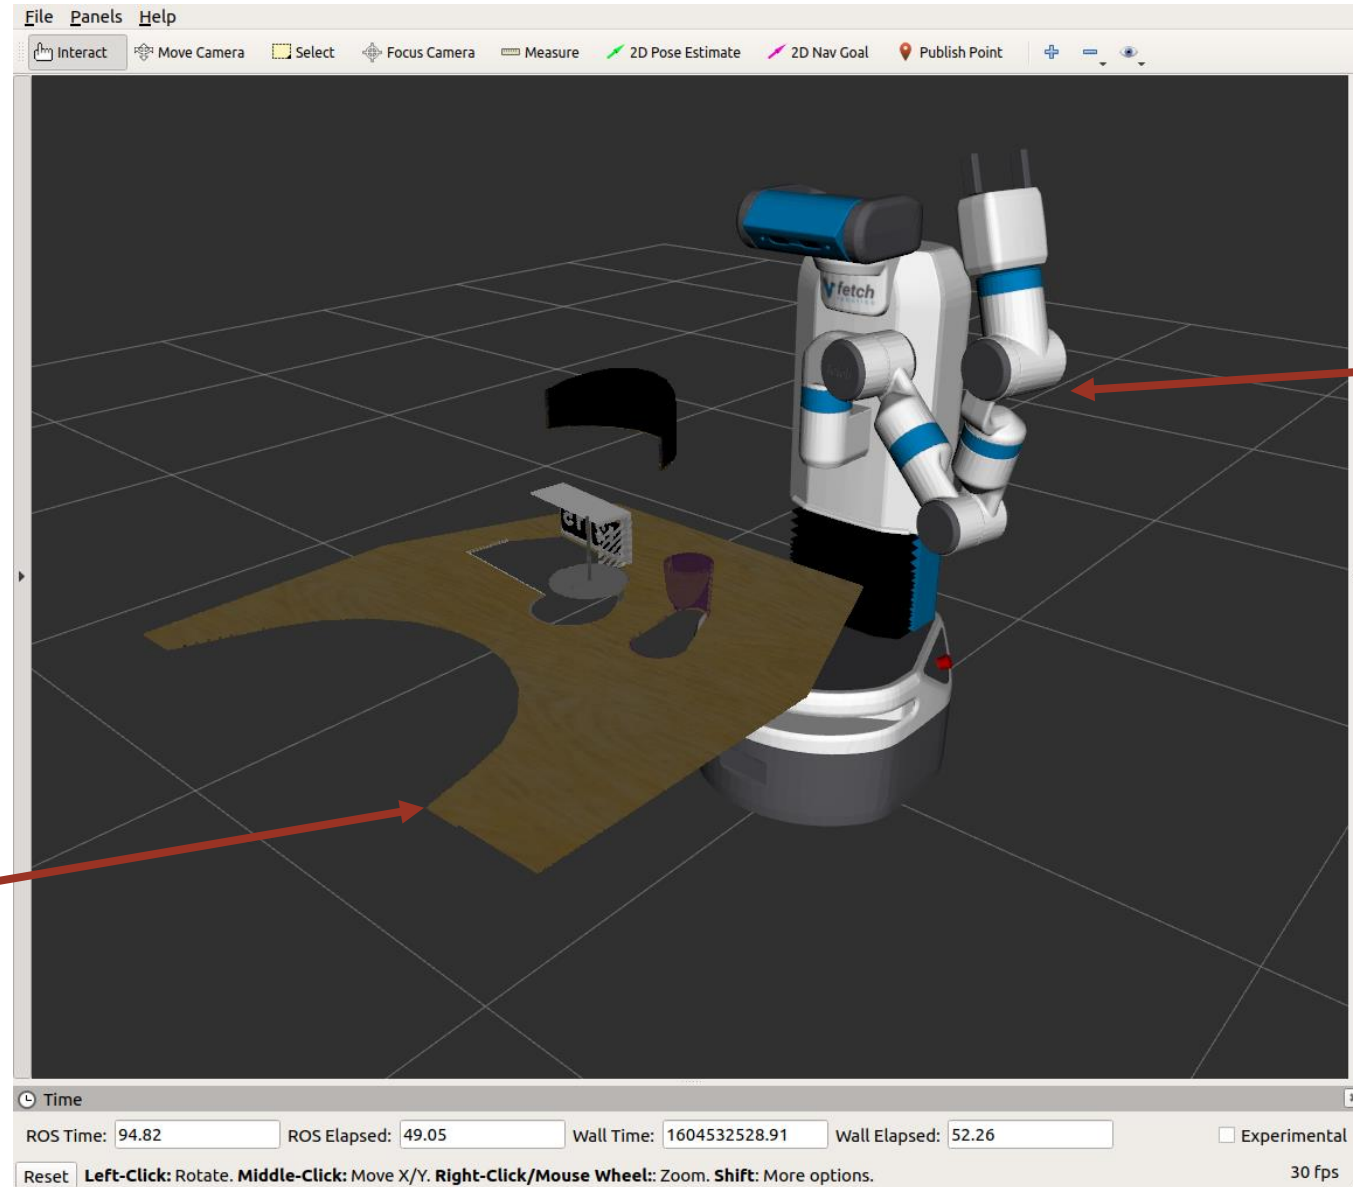 File Panels Help
Interact Move Camera Select Focus Camera Measure 2D Pose Estimate 2D Nav Goal Publish Point
fetch
Time
ROS Time: 94.82 ROS Elapsed: 49.05 Wall Time: 1604532528.91 Wall Elapsed: 52.26 Experimental
Reset Left-Click: Rotate. Middle-Click: Move X/Y. Right-Click/Mouse Wheel:: Zoom. Shift: More options. 30 fps